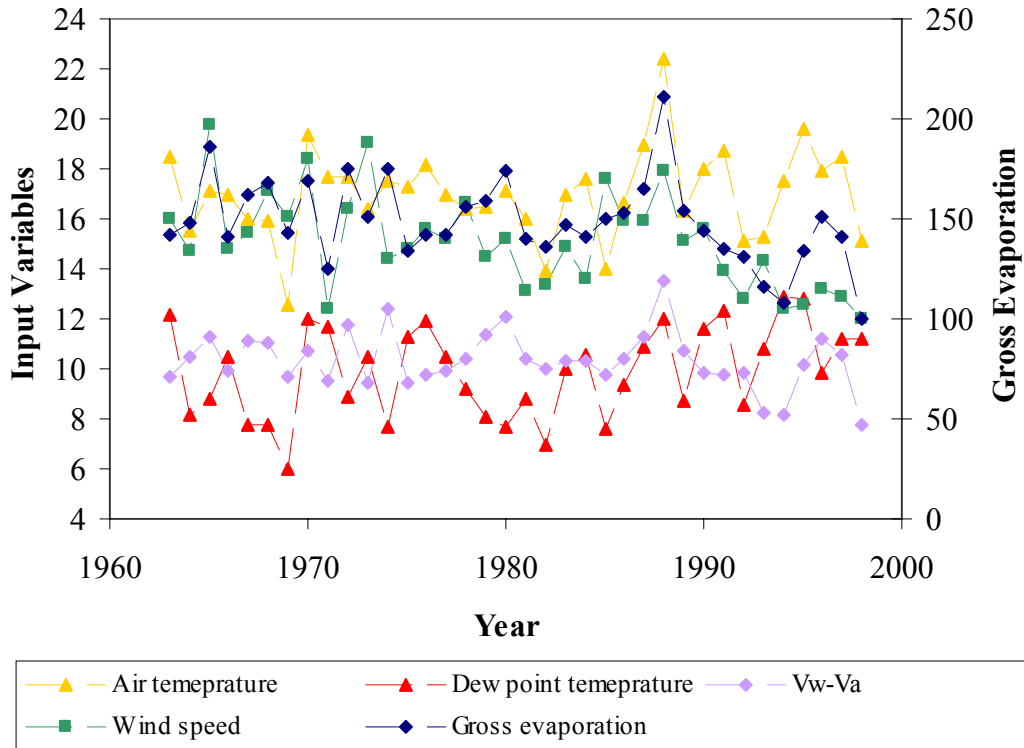 24
22
20
18
16
14
12
10
8
6
4
Input Variables
250
200
150
100
50
0
Gross Evaporation
1960 1970 1980 1990 2000
Year
Air temeprature Dew point temeprature Vw-Va
Wind speed Gross evaporation